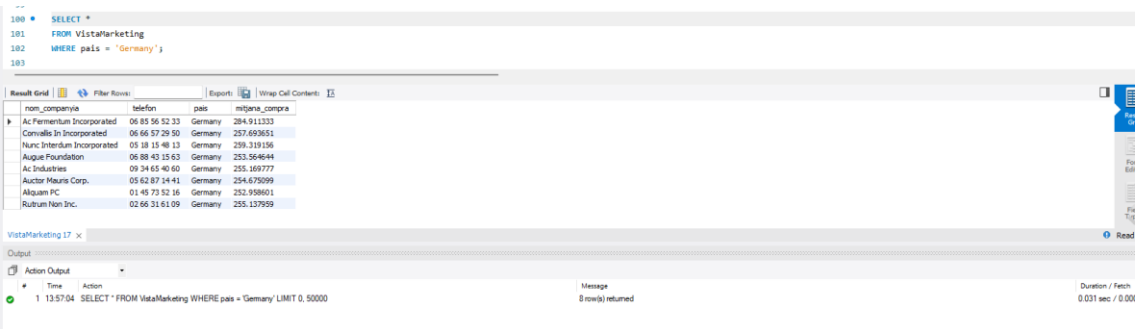 100 SELECT *
101 FROM VistaMarketing
102 WHERE pais = 'Germany';
103
Result Grid Filter Rows: Export: Wrap Cell Content: IA
nom_companyia telefon pais mitjana_compra
Ac Fermentum Incorporated 06 85 56 52 33 Germany 284.911333
Convallis In Incorporated 06 66 57 29 50 Germany 257.693651
Nunc Interdum Incorporated 05 18 15 48 13 Germany 259.319156
Augue Foundation 06 88 43 15 63 Germany 253.564644
Ac Industries 09 34 65 40 60 Germany 255.169777
Auctor Mauris Corp. 05 62 87 14 41 Germany 254.675099
Aliquam PC 01 45 73 52 16 Germany 252.958601
Rutrum Non Inc. 02 66 31 61 09 Germany 255.137959
VistaMarketing 17 × Read
Output
Action Output
# Time Action Message Duration / Fetch
1 13:57:04 SELECT * FROM VistaMarketing WHERE pais = 'Germany' LIMIT 0, 50000 8 row(s) returned 0.031 sec / 0.000